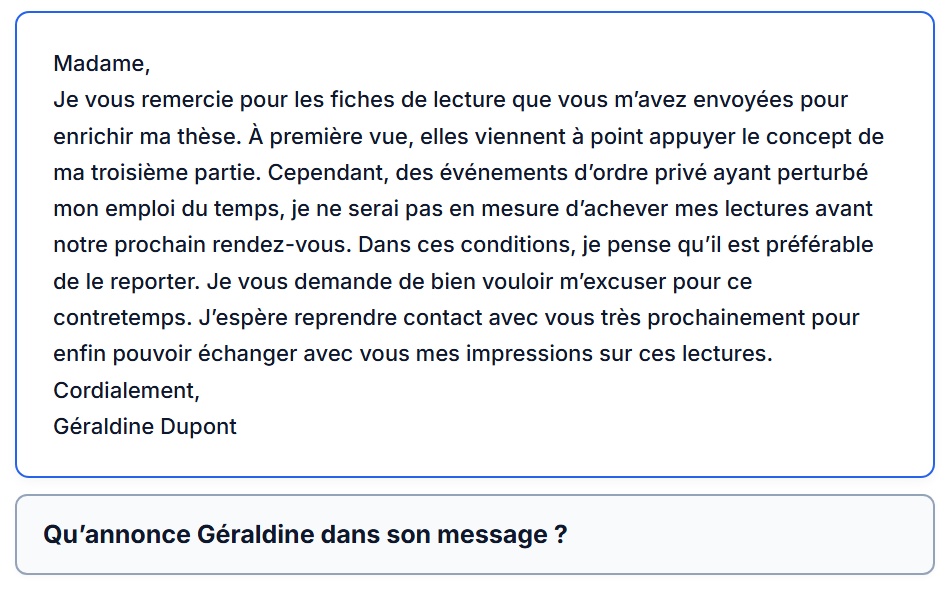 Madame,
Je vous remercie pour les fiches de lecture que vous m’avez envoyées pour
enrichir ma thèse. À première vue, elles viennent à point appuyer le concept de
ma troisième partie. Cependant, des événements d’ordre privé ayant perturbé
mon emploi du temps, je ne serai pas en mesure d’achever mes lectures avant
notre prochain rendez-vous. Dans ces conditions, je pense qu’il est préférable
de le reporter. Je vous demande de bien vouloir m’excuser pour ce
contretemps. J’espère reprendre contact avec vous très prochainement pour
enfin pouvoir échanger avec vous mes impressions sur ces lectures.
Cordialement,
Géraldine Dupont
Qu’annonce Géraldine dans son message ?